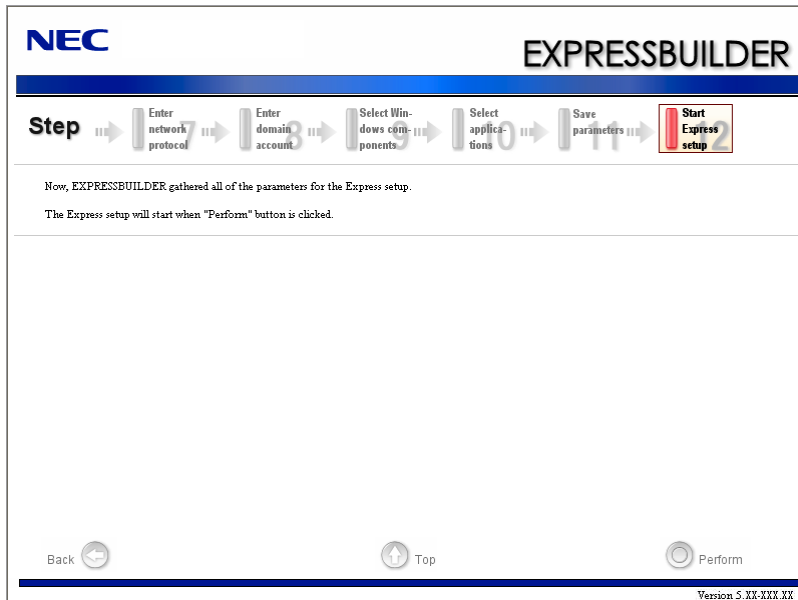 NEC
EXPRESSBUILDER
Step
Enter
network
protocol
7
Enter
domain
account
8
Select Win-
dows com-
ponents
9
Select
applica-
tions
10
Save
parameters
11
Start
Express
setup
12
Now, EXPRESSBUILDER gathered all of the parameters for the Express setup.
The Express setup will start when "Perform" button is clicked.
Back
Top
Perform
Version 5.XX-XXX.XX